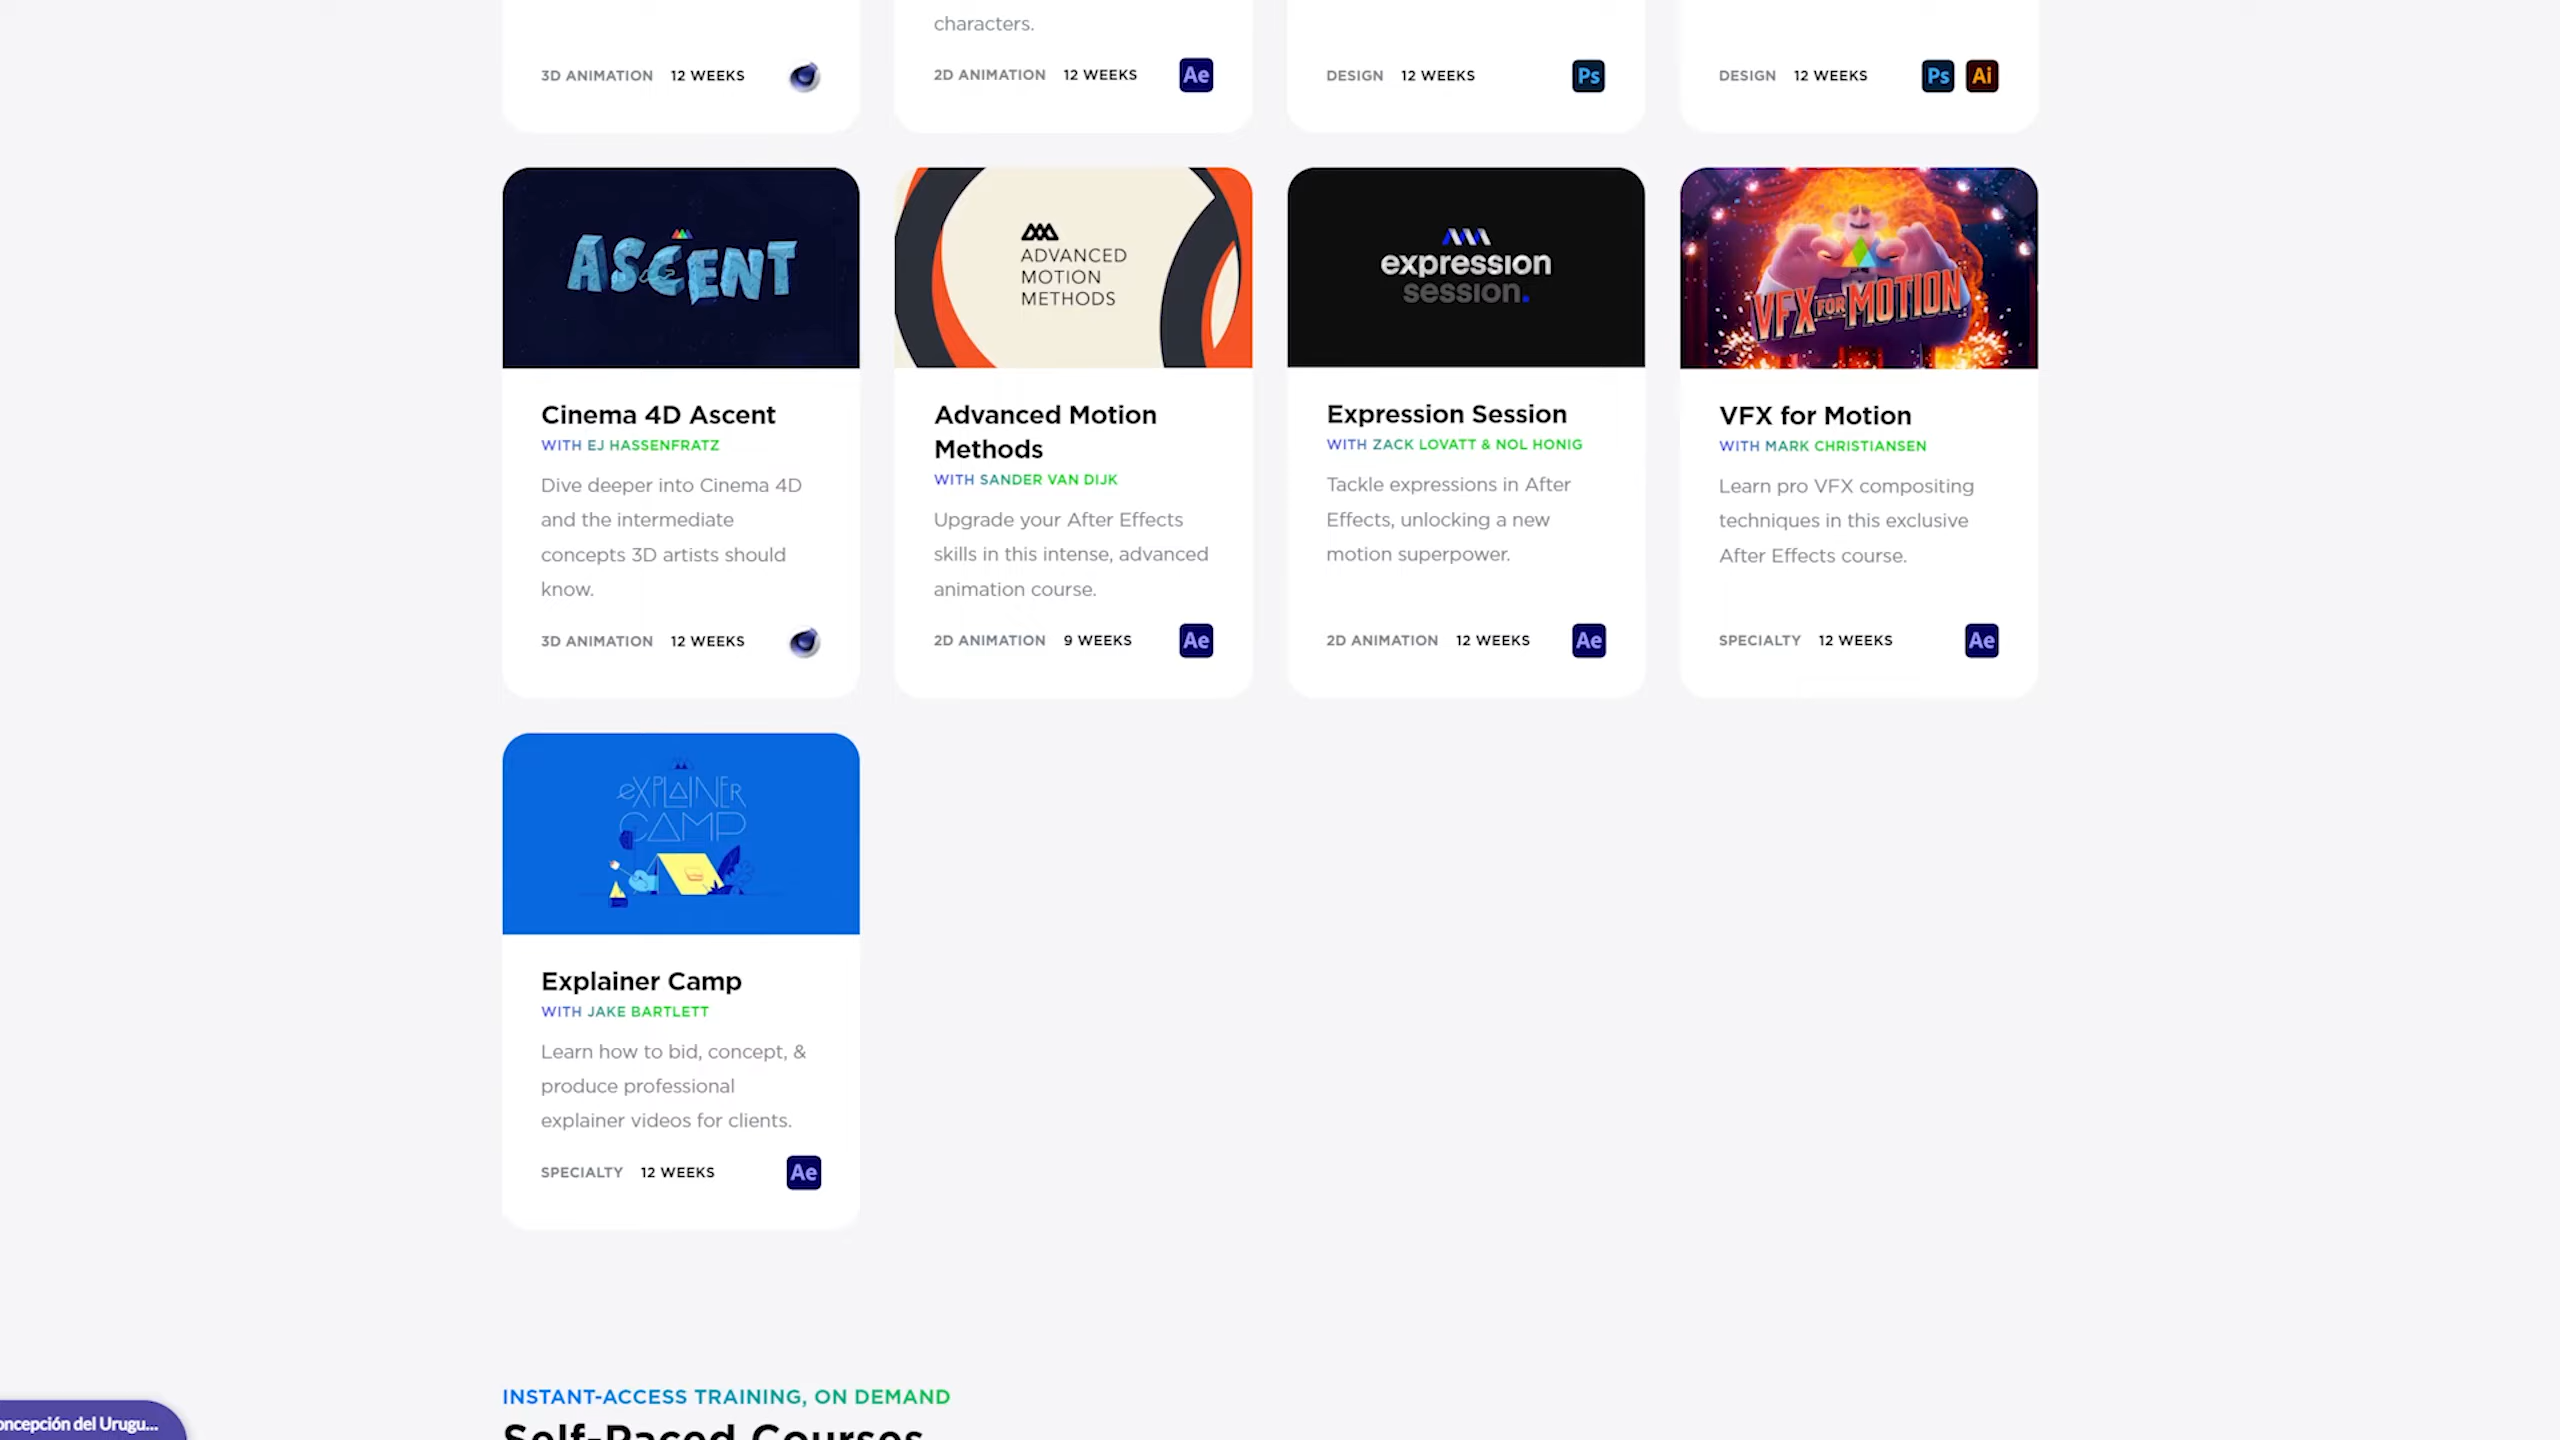 characters.
3D ANIMATION 12 WEEKS
2D ANIMATION 12 WEEKS
Ae
DESIGN 12 WEEKS
Ps
DESIGN 12 WEEKS
Ps Ai
ASCENT
Cinema 4D Ascent
WITH EJ HASSENFRATZ
Dive deeper into Cinema 4D
and the intermediate
concepts 3D artists should
know.
3D ANIMATION 12 WEEKS
ADVANCED
MOTION
METHODS
Advanced Motion
Methods
WITH SANDER VAN DIJK
Upgrade your After Effects
skills in this intense, advanced
animation course.
2D ANIMATION 9 WEEKS
Ae
expression
session.
Expression Session
WITH ZACK LOVATT & NOL HONIG
Tackle expressions in After
Effects, unlocking a new
motion superpower.
2D ANIMATION 12 WEEKS
Ae
VFX FOR MOTION
VFX for Motion
WITH MARK CHRISTIANSEN
Learn pro VFX compositing
techniques in this exclusive
After Effects course.
SPECIALTY 12 WEEKS
Ae
EXPLAINER
CAMP
Explainer Camp
WITH JAKE BARTLETT
Learn how to bid, concept, &
produce professional
explainer videos for clients.
SPECIALTY 12 WEEKS
Ae
INSTANT-ACCESS TRAINING, ON DEMAND
Self-Paced Courses
oncepción del Urugu...